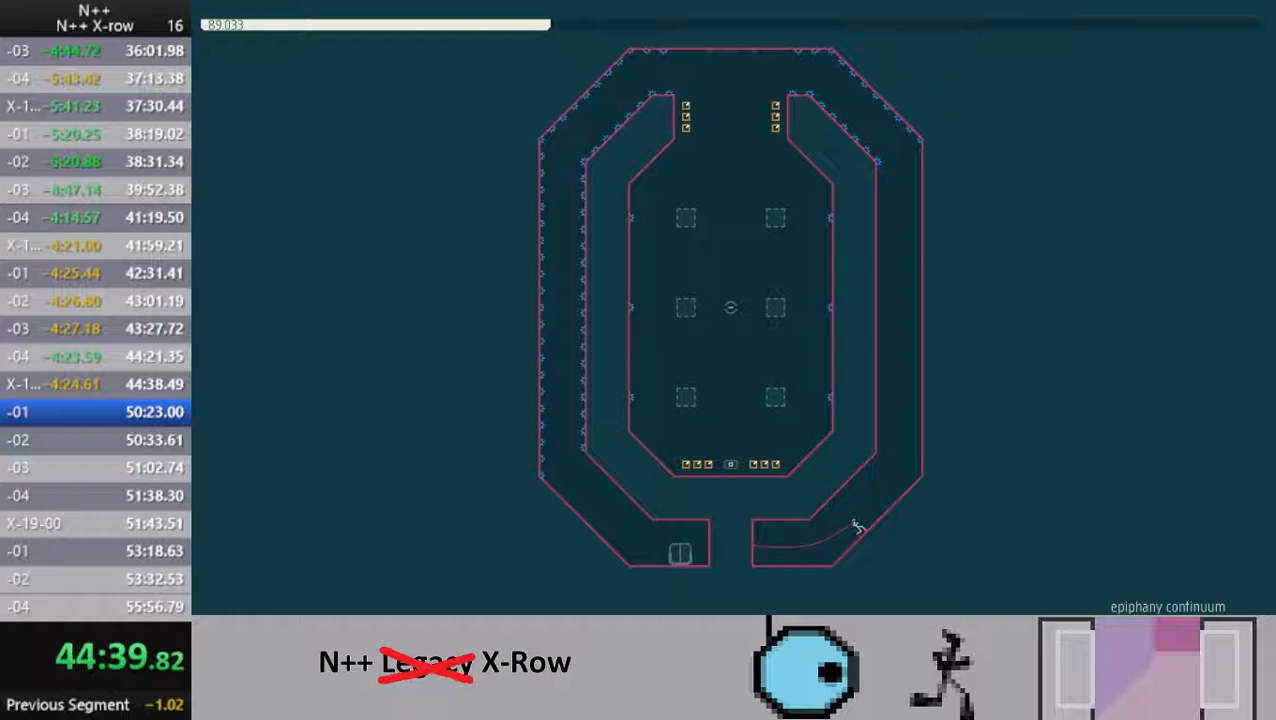 N++
N++ X-row 16
-03 -4:44.72 36:01.98
-04 -5:43.42 37:13.38
X-1... -5:41.23 37:30.44
-01 -5:20.25 38:19.02
-02 -5:20.88 38:31.34
-03 -4:47.14 39:52.38
-04 -4:14.57 41:19.50
X-1... -4:21.00 41:59.21
-01 -4:25.44 42:31.41
-02 -4:26.80 43:01.19
-03 -4:27.18 43:27.72
-04 -4:23.59 44:21.35
X-1... -4:24.61 44:38.49
-01 50:23.00
-02 50:33.61
-03 51:02.74
-04 51:38.30
X-19-00 51:43.51
-01 53:18.63
-02 53:32.53
-04 55:56.79
44:39.82
Previous Segment -1.02
89.033
epiphany continuum
N++ Legacy X-Row